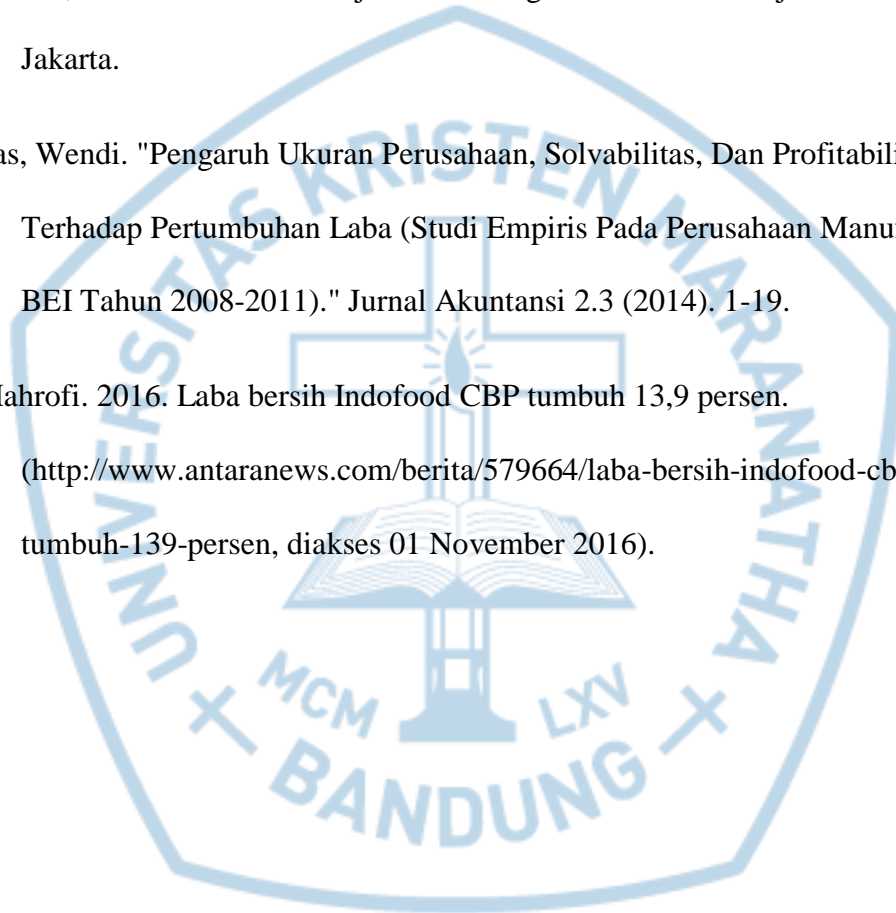 Jakarta.
as, Wendi. "Pengaruh Ukuran Perusahaan, Solvabilitas, Dan Profitabili
Terhadap Pertumbuhan Laba (Studi Empiris Pada Perusahaan Manu
BEI Tahun 2008-2011)." Jurnal Akuntansi 2.3 (2014). 1-19.
ahrofi. 2016. Laba bersih Indofood CBP tumbuh 13,9 persen.
(http://www.antaranews.com/berita/579664/laba-bersih-indofood-cb
tumbuh-139-persen, diakses 01 November 2016).
UNIVERSITAS KRISTEN MARANATHA
MCM LXV
BANDUNG